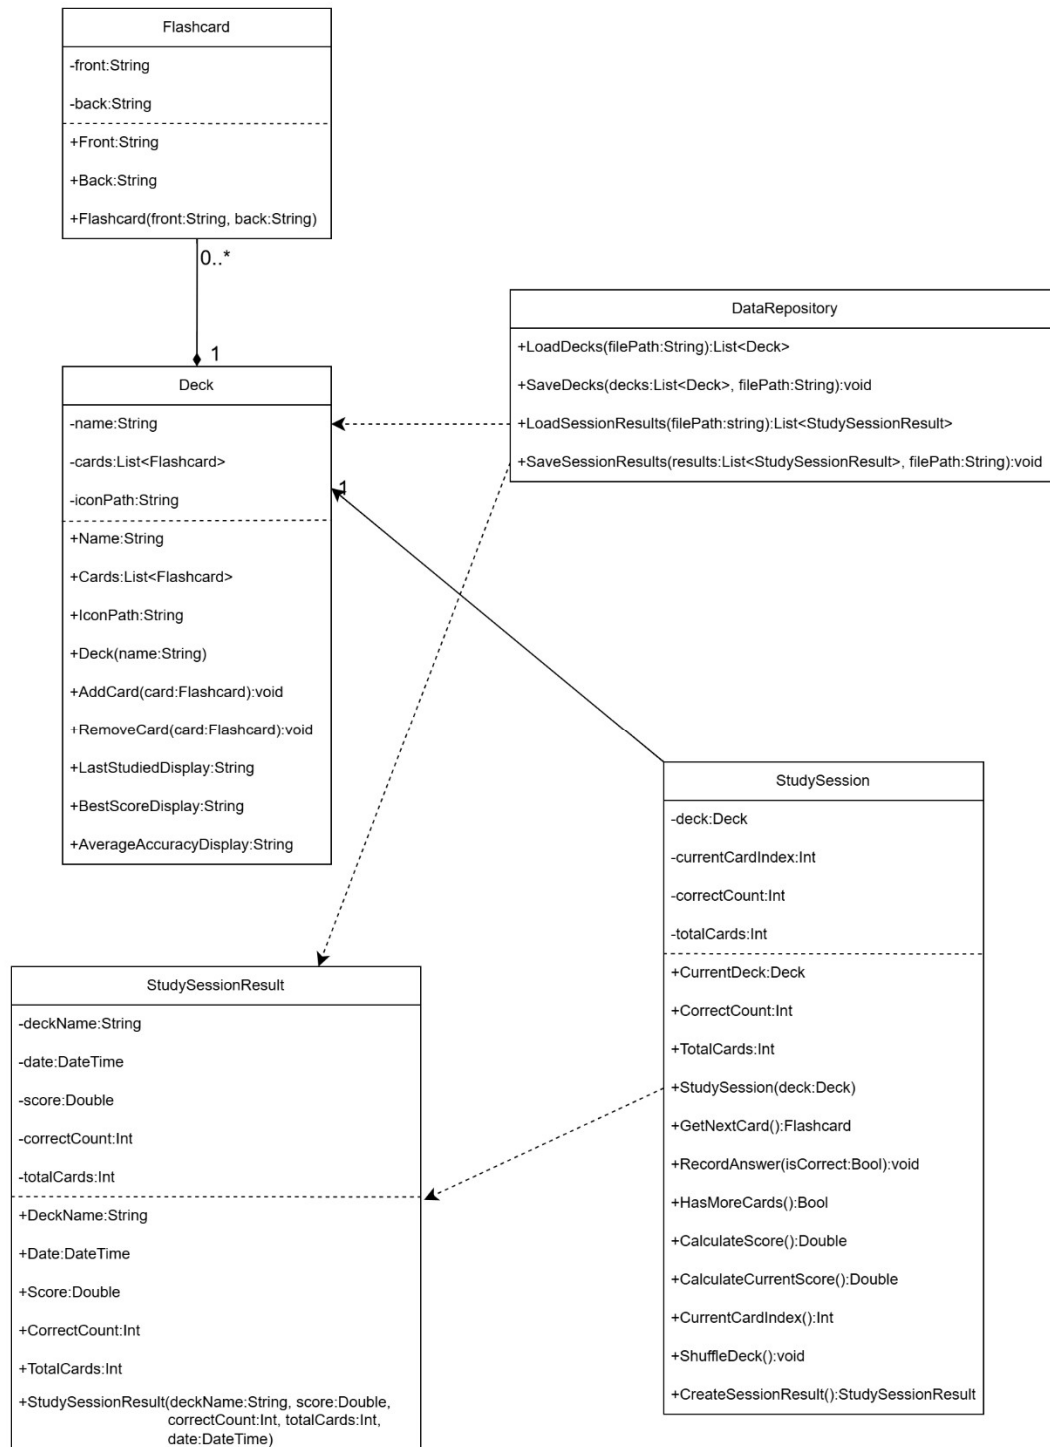 Flashcard
-front:String
-back:String
+Front:String
+Back:String
+Flashcard(front:String, back:String)
0..*
1
Deck
-name:String
-cards:List<Flashcard>
-iconPath:String
+Name:String
+Cards:List<Flashcard>
+IconPath:String
+Deck(name:String)
+AddCard(card:Flashcard):void
+RemoveCard(card:Flashcard):void
+LastStudiedDisplay:String
+BestScoreDisplay:String
+AverageAccuracyDisplay:String
1
DataRepository
+LoadDecks(filePath:String):List<Deck>
+SaveDecks(decks:List<Deck>, filePath:String):void
+LoadSessionResults(filePath:string):List<StudySessionResult>
+SaveSessionResults(results:List<StudySessionResult>, filePath:String):void
StudySession
-deck:Deck
-currentCardIndex:Int
-correctCount:Int
-totalCards:Int
+CurrentDeck:Deck
+CorrectCount:Int
+TotalCards:Int
+StudySession(deck:Deck)
+GetNextCard():Flashcard
+RecordAnswer(isCorrect:Bool):void
+HasMoreCards():Bool
+CalculateScore():Double
+CalculateCurrentScore():Double
+CurrentCardIndex():Int
+ShuffleDeck():void
+CreateSessionResult():StudySessionResult
StudySessionResult
-deckName:String
-date:DateTime
-score:Double
-correctCount:Int
-totalCards:Int
+DeckName:String
+Date:DateTime
+Score:Double
+CorrectCount:Int
+TotalCards:Int
+StudySessionResult(deckName:String, score:Double,
correctCount:Int, totalCards:Int,
date:DateTime)